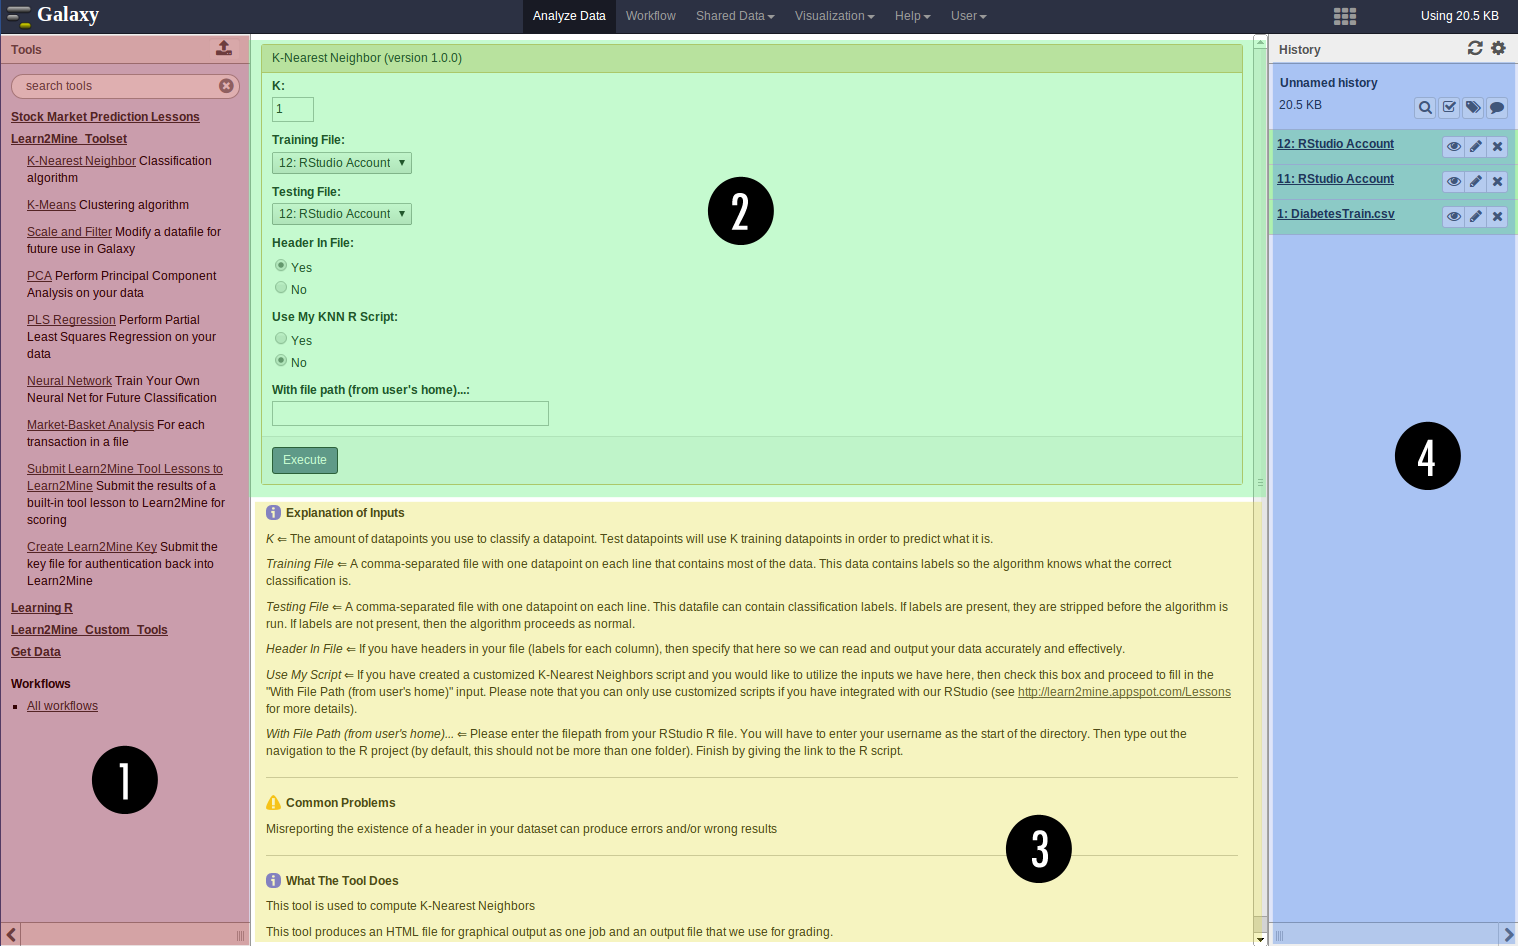 Galaxy
Analyze Data Workflow Shared Data Visualization Help User Using 20.5 KB
Tools
search tools
Stock Market Prediction Lessons
Learn2Mine Toolset
K-Nearest Neighbor Classification
algorithm
K-Means Clustering algorithm
Scale and Filter Modify a datafile for
future use in Galaxy
PCA Perform Principal Component
Analysis on your data
PLS Regression Perform Partial
Least Squares Regression on your
data
Neural Network Train Your Own
Neural Net for Future Classification
Market-Basket Analysis For each
transaction in a file
Submit Learn2Mine Tool Lessons to
Learn2Mine Submit the results of a
built-in tool lesson to Learn2Mine for
scoring
Create Learn2Mine Key Submit the
key file for authentication back into
Learn2Mine
Learning R
Learn2Mine_Custom_Tools
Get Data
Workflows
All workflows
1
K-Nearest Neighbor (version 1.0.0)
K:
1
Training File:
12: RStudio Account
Testing File:
12: RStudio Account
Header In File:
Yes
No
Use My KNN R Script:
Yes
No
With file path (from user's home)...:
Execute
2
Explanation of Inputs
K ⇐ The amount of datapoints you use to classify a datapoint. Test datapoints will use K training datapoints in order to predict what it is.
Training File ⇐ A comma-separated file with one datapoint on each line that contains most of the data. This data contains labels so the algorithm knows what the correct
classification is.
Testing File ⇐ A comma-separated file with one datapoint on each line. This datafile can contain classification labels. If labels are present, they are stripped before the algorithm is
run. If labels are not present, then the algorithm proceeds as normal.
Header In File ⇐ If you have headers in your file (labels for each column), then specify that here so we can read and output your data accurately and effectively.
Use My Script ⇐ If you have created a customized K-Nearest Neighbors script and you would like to utilize the inputs we have here, then check this box and proceed to fill in the
"With File Path (from user's home)" input. Please note that you can only use customized scripts if you have integrated with our RStudio (see http://learn2mine.appspot.com/Lessons
for more details).
With File Path (from user's home)... ⇐ Please enter the filepath from your RStudio R file. You will have to enter your username as the start of the directory. Then type out the
navigation to the R project (by default, this should not be more than one folder). Finish by giving the link to the R script.
Common Problems
Misreporting the existence of a header in your dataset can produce errors and/or wrong results
3
What The Tool Does
This tool is used to compute K-Nearest Neighbors
This tool produces an HTML file for graphical output as one job and an output file that we use for grading.
History
Unnamed history
20.5 KB
12: RStudio Account
11: RStudio Account
1: DiabetesTrain.csv
4